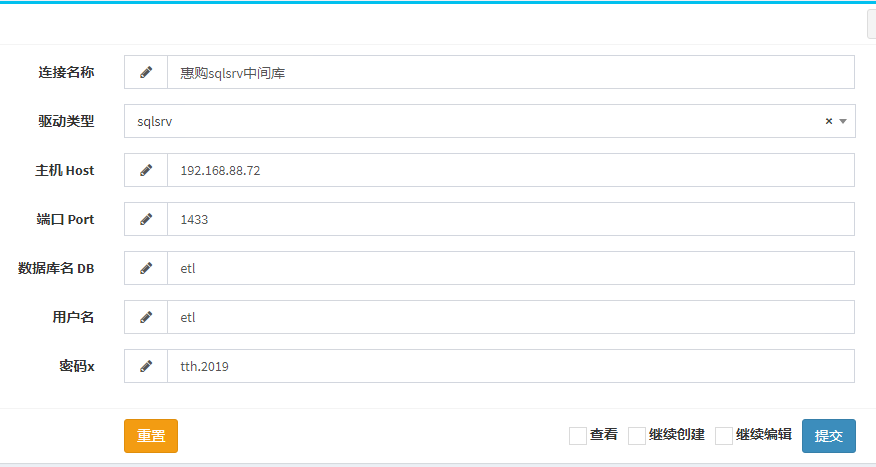 连接名称 惠购sqlsrv中间库
驱动类型 sqlsrv × 
主机 Host 192.168.88.72
端口 Port 1433
数据库名 DB etl
用户名 etl
密码x tth.2019
重置 查看 继续创建 继续编辑 提交